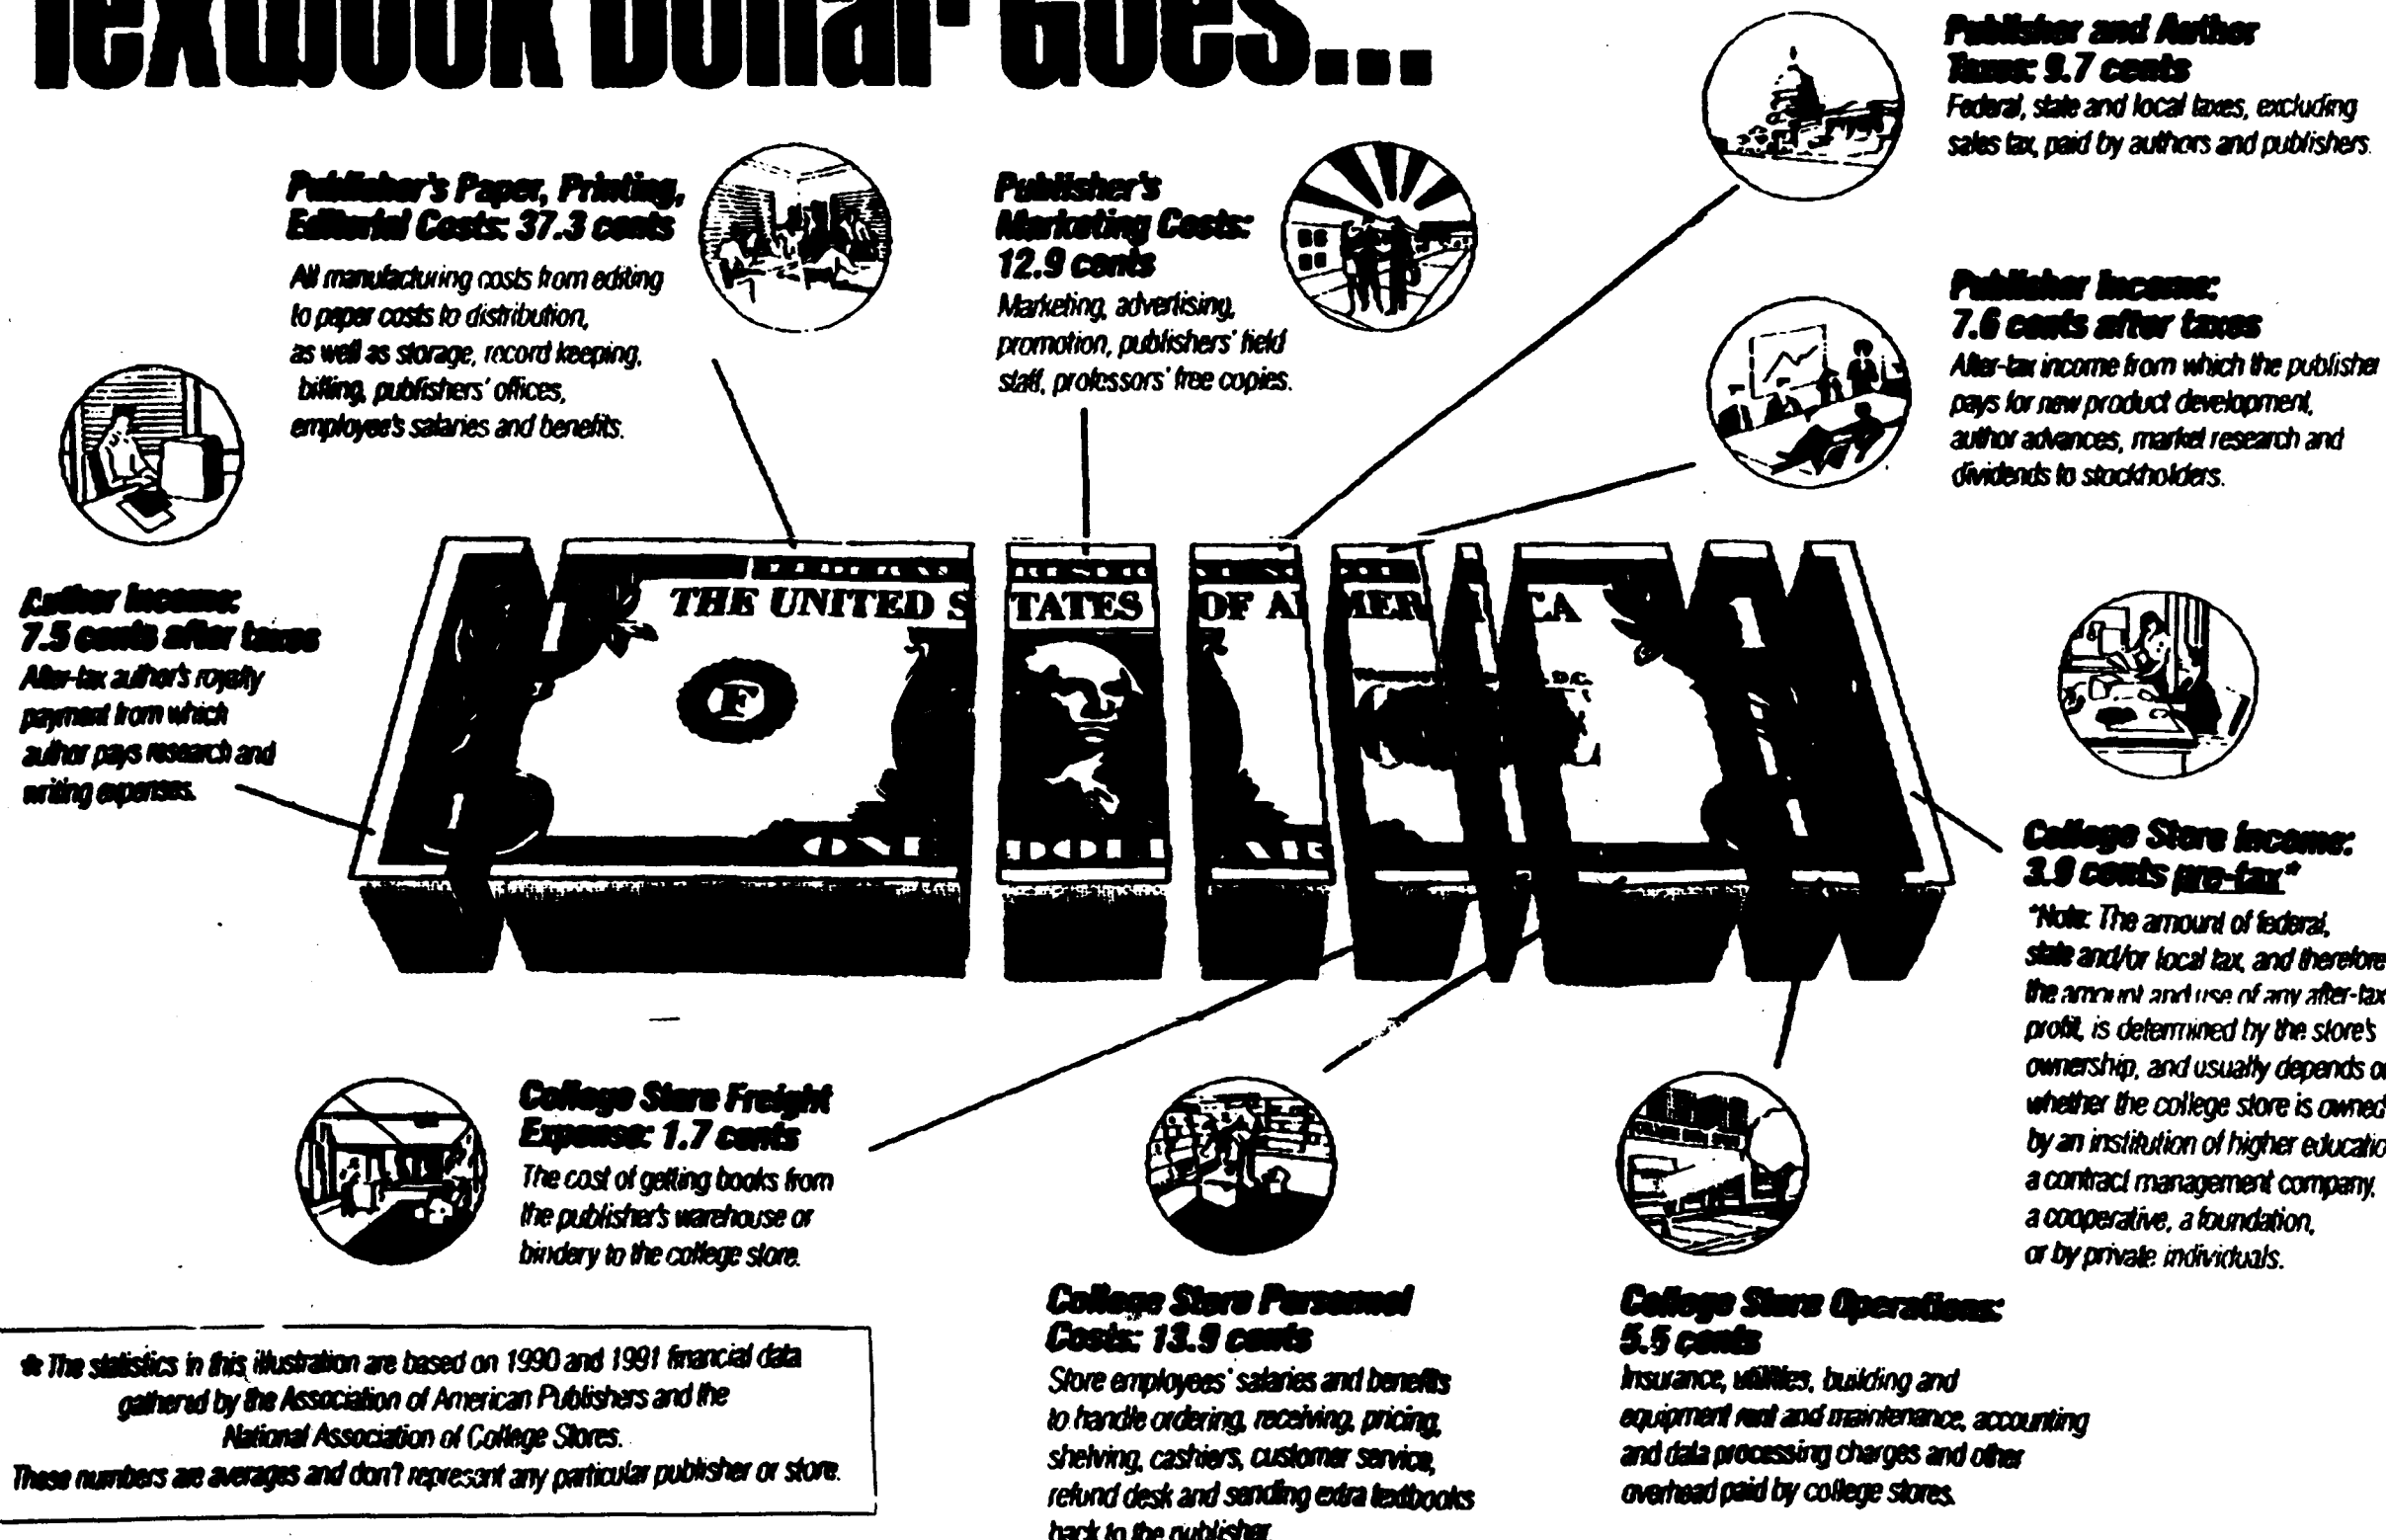 Textbook Dollar Goes...
Publisher and Author
Taxes: 9.7 cents
Federal, state and local taxes, excluding
sales tax, paid by authors and publishers.
Publisher's Paper, Printing,
Editorial Costs: 37.3 cents
All manufacturing costs from editing
to paper costs to distribution,
as well as storage, record keeping,
billing, publishers' offices,
employee's salaries and benefits.
Publisher's
Marketing Costs:
12.9 cents
Marketing, advertising,
promotion, publishers' field
staff, professors' free copies.
Publisher Income:
7.6 cents after taxes
After-tax income from which the publisher
pays for new product development,
author advances, market research and
dividends to stockholders.
Author Income:
7.5 cents after taxes
After-tax author's royalty
payment from which
author pays research and
writing expenses.
THE UNITED STATES OF AMERICA
F
D.C.
ONE DOLLAR
College Store Income:
pre-tax*
*Note: The amount of federal,
state and/or local tax, and therefore
the amount and use of any after-tax
profit, is determined by the store's
ownership, and usually depends on
whether the college store is owned
by an institution of higher educatio
a contract management company,
a cooperative, a foundation,
or by private individuals.
College Store Freight
Expense: 1.7 cents
The cost of getting books from
the publisher's warehouse or
bindery to the college store.
College Store Personnel
Costs: 13.9 cents
Store employees' salaries and benefits
to handle ordering, receiving, pricing,
shelving, cashiers, customer service,
refund desk and sending extra textbooks
back to the publisher.
College Store Operations:
5.5 cents
Insurance, utilities, building and
equipment rent and maintenance, accounting
and data processing charges and other
overhead paid by college stores.
* The statistics in this illustration are based on 1990 and 1991 financial data
gathered by the Association of American Publishers and the
National Association of College Stores.
These numbers are averages and don't represent any particular publisher or store.